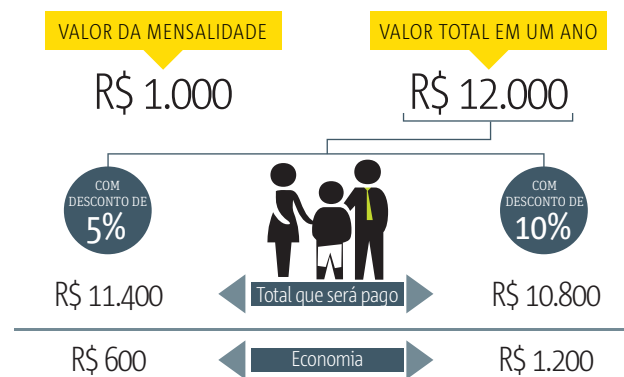 VALOR DA MENSALIDADE
R$ 1.000
VALOR TOTAL EM UM ANO
R$ 12.000
COM
DESCONTO DE
5%
COM
DESCONTO DE
10%
R$ 11.400
Total que será pago
R$ 10.800
R$ 600
Economia
R$ 1.200